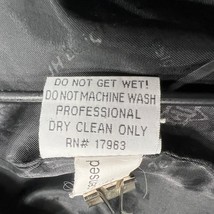 DO NOT GET WET!
DO NOT MACHINE WASH
PROFESSIONAL
DRY CLEAN ONLY
RN# 17963